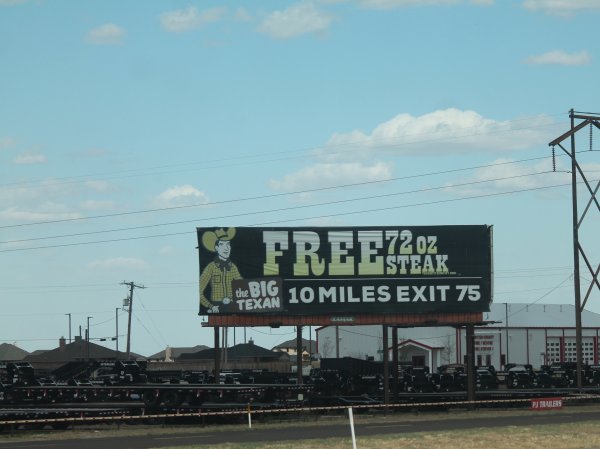 FREE 72 OZ
STEAK
the BIG
TEXAN
10 MILES EXIT 75
PJ TRAILERS